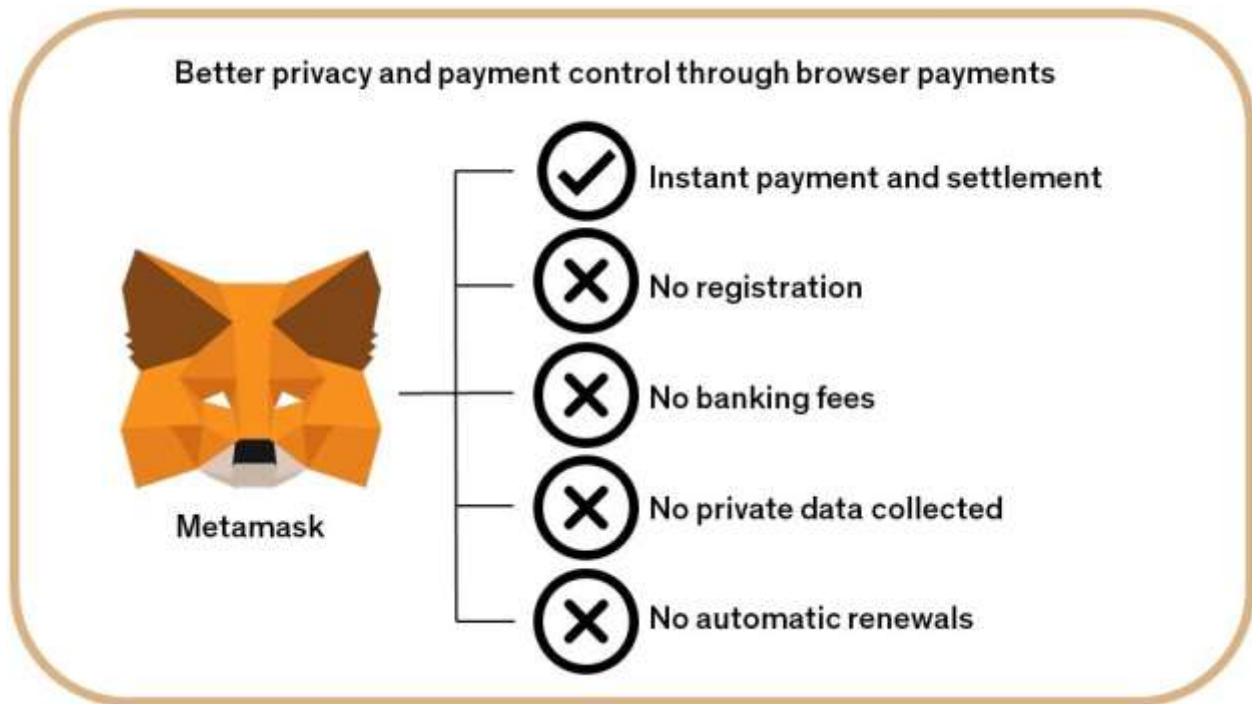 Better privacy and payment control through browser payments
Instant payment and settlement
No registration
No banking fees
No private data collected
Metamask
No automatic renewals